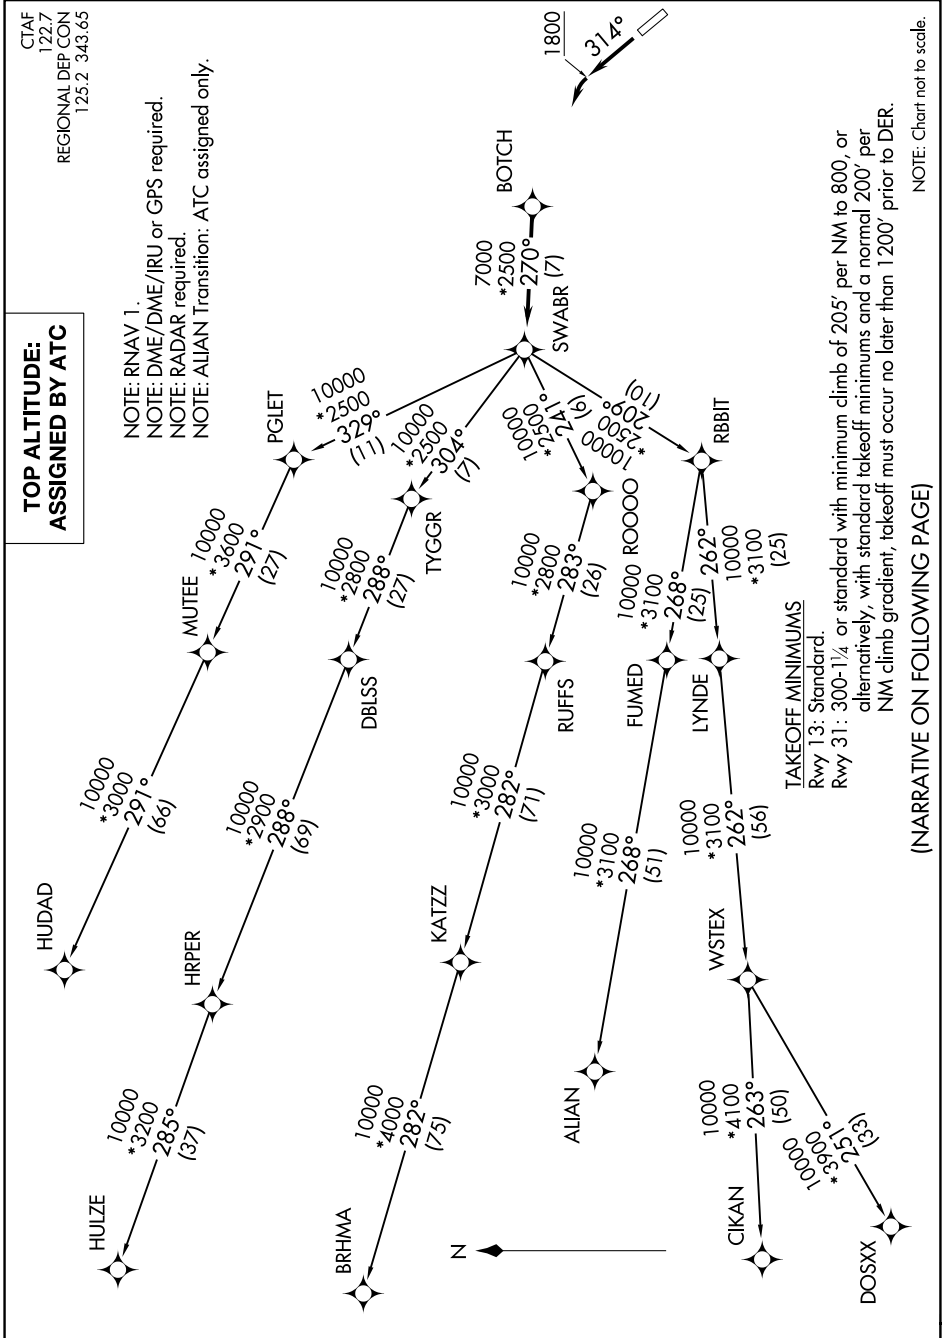 TOP ALTITUDE:
ASSIGNED BY ATC
CTAF
122.7
REGIONAL DEP CON
125.2 343.65
NOTE: RNAV 1.
NOTE: DME/DME/IRU or GPS required.
NOTE: RADAR required.
NOTE: ALIAN Transition: ATC assigned only.
HUDAD
10000
*3000
291°
(66)
MUTEE
10000
*3600
291°
(27)
PGLET
10000
*2500
329°
(11)
HULZE
10000
*3200
285°
(37)
HRPER
10000
*2900
288°
(69)
DBLSS
10000
*2800
288°
(27)
TYGGR
10000
*2500
304°
(7)
BRHMA
10000
*4000
282°
(75)
KATZZ
10000
*3000
282°
(71)
RUFFS
10000
*2800
283°
(26)
ROOOO
10000
*2500
241°
(6)
SWABR
7000
*2500
270°
(7)
BOTCH
1800
314°
N
ALIAN
10000
*3100
268°
(51)
FUMED
10000
*3100
268°
(25)
RBBIT
10000
*2500
209°
(10)
LYNDE
262°
10000
*3100
(25)
10000
*3100
262°
(56)
WSTEX
10000
*4100
263°
(50)
CIKAN
10000
*3900
251°
(33)
DOSXX
TAKEOFF MINIMUMS
Rwy 13: Standard.
Rwy 31: 300-1¼ or standard with minimum climb of 205' per NM to 800, or
alternatively, with standard takeoff minimums and a normal 200' per
NM climb gradient, takeoff must occur no later than 1200' prior to DER.
NOTE: Chart not to scale.
(NARRATIVE ON FOLLOWING PAGE)